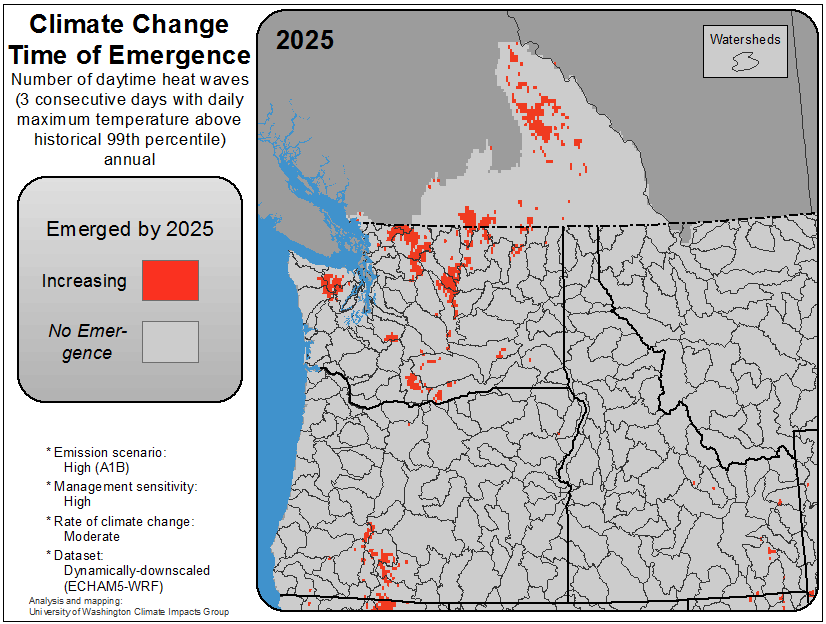 Climate Change
Time of Emergence
Number of daytime heat waves
(3 consecutive days with daily
maximum temperature above
historical 99th percentile)
annual
Emerged by 2025
Increasing
No Emer-
gence
* Emission scenario:
High (A1B)
* Management sensitivity:
High
* Rate of climate change:
Moderate
* Dataset:
Dynamically-downscaled
(ECHAM5-WRF)
Analysis and mapping:
University of Washington Climate Impacts Group
2025
Watersheds